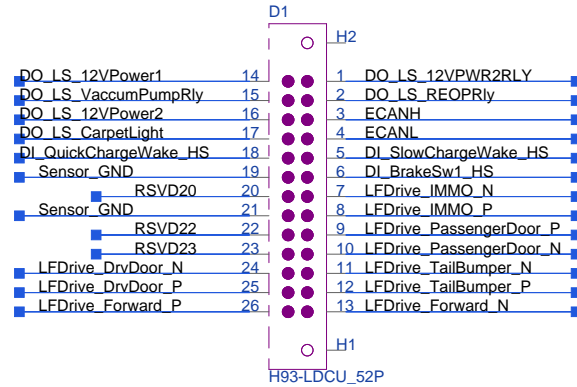 D1
H2
DO_LS_12VPower1 14 1 DO_LS_12VPWR2RLY
DO_LS_VaccumPumpRly 15 2 DO_LS_REOPRly
DO_LS_12VPower2 16 3 ECANH
DO_LS_CarpetLight 17 4 ECANL
DI_QuickChargeWake_HS 18 5 DI_SlowChargeWake_HS
Sensor_GND 19 6 DI_BrakeSw1_HS
RSVD20 20 7 LFDrive_IMMO_N
Sensor_GND 21 8 LFDrive_IMMO_P
RSVD22 22 9 LFDrive_PassengerDoor_P
RSVD23 23 10 LFDrive_PassengerDoor_N
LFDrive_DrvDoor_N 24 11 LFDrive_TailBumper_N
LFDrive_DrvDoor_P 25 12 LFDrive_TailBumper_P
LFDrive_Forward_P 26 13 LFDrive_Forward_N
H1
H93-LDCU_52P